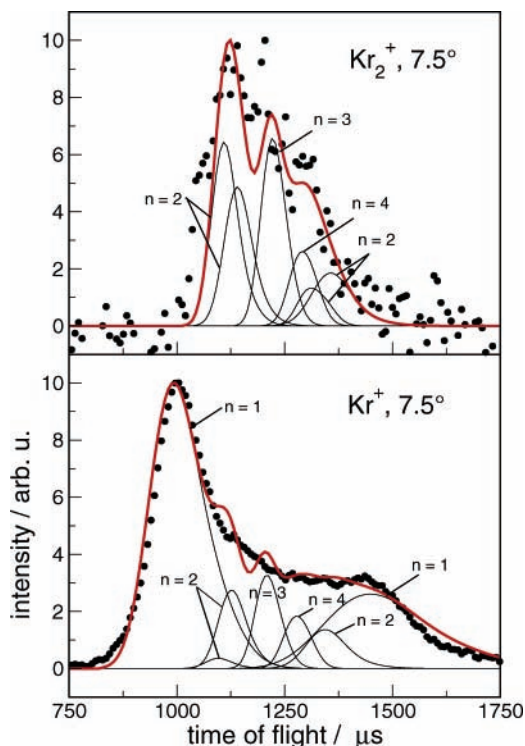 10
8
6
4
2
0
Kr₂⁺, 7.5°
n = 3
n = 2
n = 4
n = 2
intensity / arb. u.
10
8
6
4
2
0
Kr⁺, 7.5°
n = 1
n = 2
n = 3
n = 4
n = 1
n = 2
750 1000 1250 1500 1750
time of flight / μs